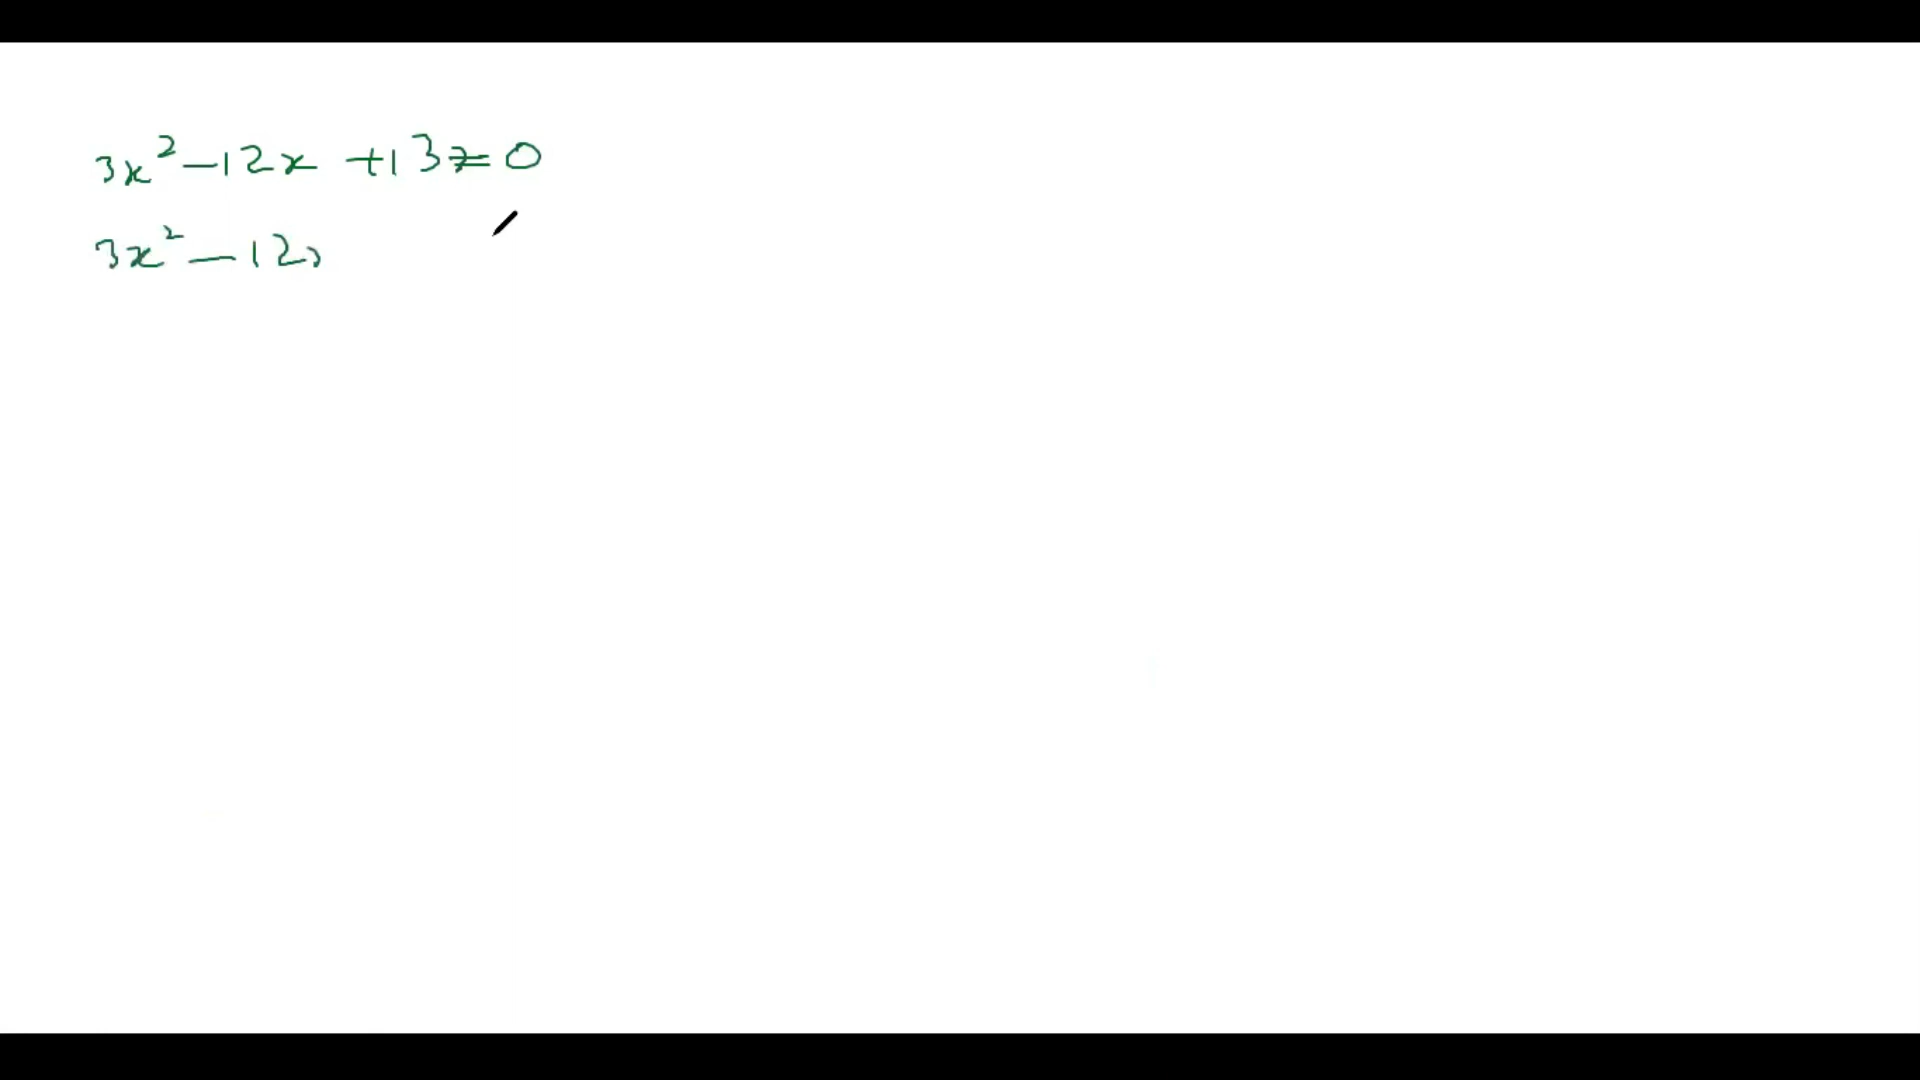 3x² - 12x + 13 = 0
3x² - 12